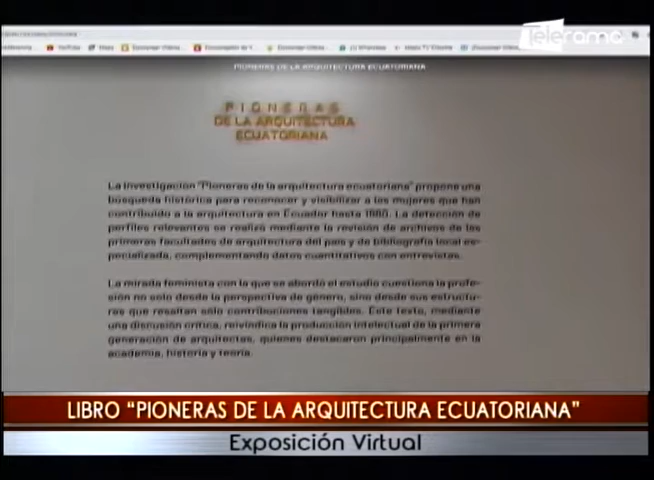 Telerama
YouTube
Maps
PIONERAS DE LA ARQUITECTURA ECUATORIANA
PIONERAS
DE LA ARQUITECTURA
ECUATORIANA
La investigación "Pioneras de la arquitectura ecuatoriana" propone una
búsqueda histórica para reconocer y visibilizar a las mujeres que han
contribuido a la arquitectura en Ecuador hasta 1980. La detección de
perfiles relevantes se realizó mediante la revisión de archivos de las
primeras facultades de arquitectura del país y de bibliografía local es-
pecializada, complementando datos cuantitativos con entrevistas.
La mirada feminista con la que se abordó el estudio cuestiona la profe-
sión no solo desde la perspectiva de género, sino desde sus estructu-
ras que resaltan sólo contribuciones tangibles. Este texto, mediante
una discusión crítica, reivindica la producción intelectual de la primera
generación de arquitectas, quienes destacaron principalmente en la
academia, historia y teoría.
LIBRO “PIONERAS DE LA ARQUITECTURA ECUATORIANA”
Exposición Virtual